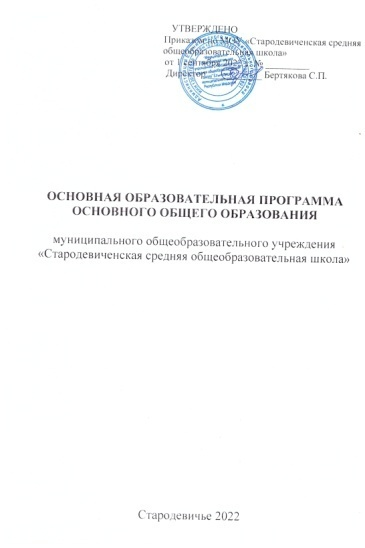 УТВЕРЖДЕНО
Приказом по МОУ «Стародевиченская средняя
общеобразовательная школа»
от 1 сентября №
Директор Бертякова С.П.
ОСНОВНАЯ ОБРАЗОВАТЕЛЬНАЯ ПРОГРАММА
ОСНОВНОГО ОБЩЕГО ОБРАЗОВАНИЯ
муниципального общеобразовательного учреждения
«Стародевиченская средняя общеобразовательная школа»
Стародевичье 2022